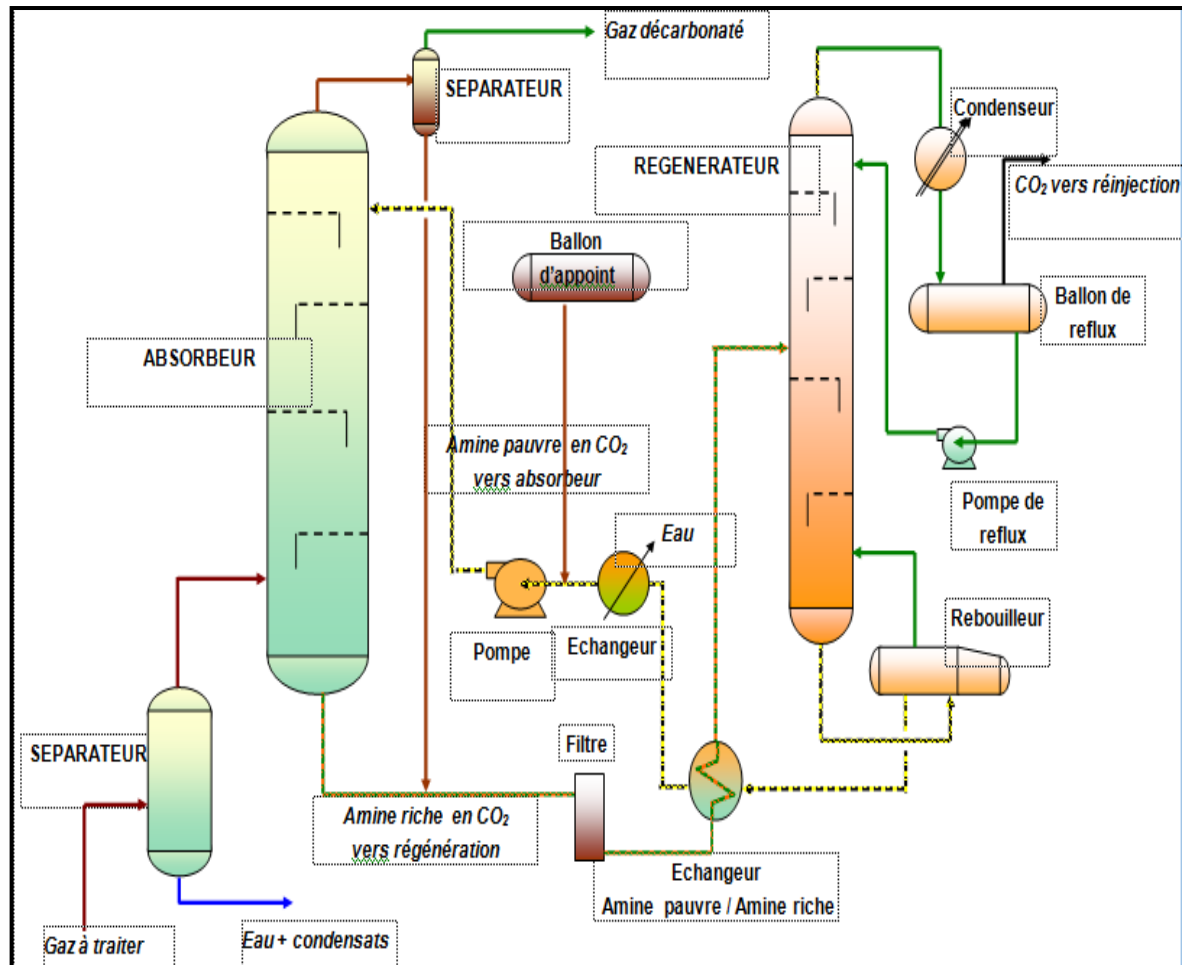 Gaz décarbonaté
SEPARATEUR
Condenseur
REGENERATEUR
CO₂ vers réinjection
Ballon
d'appoint
Ballon de
reflux
ABSORBEUR
Amine pauvre en CO₂
vers absorbeur
Pompe de
reflux
Eau
Pompe
Echangeur
Rebouilleur
SEPARATEUR
Filtre
Amine riche en CO₂
vers régénération
Echangeur
Amine pauvre / Amine riche
Gaz à traiter
Eau + condensats